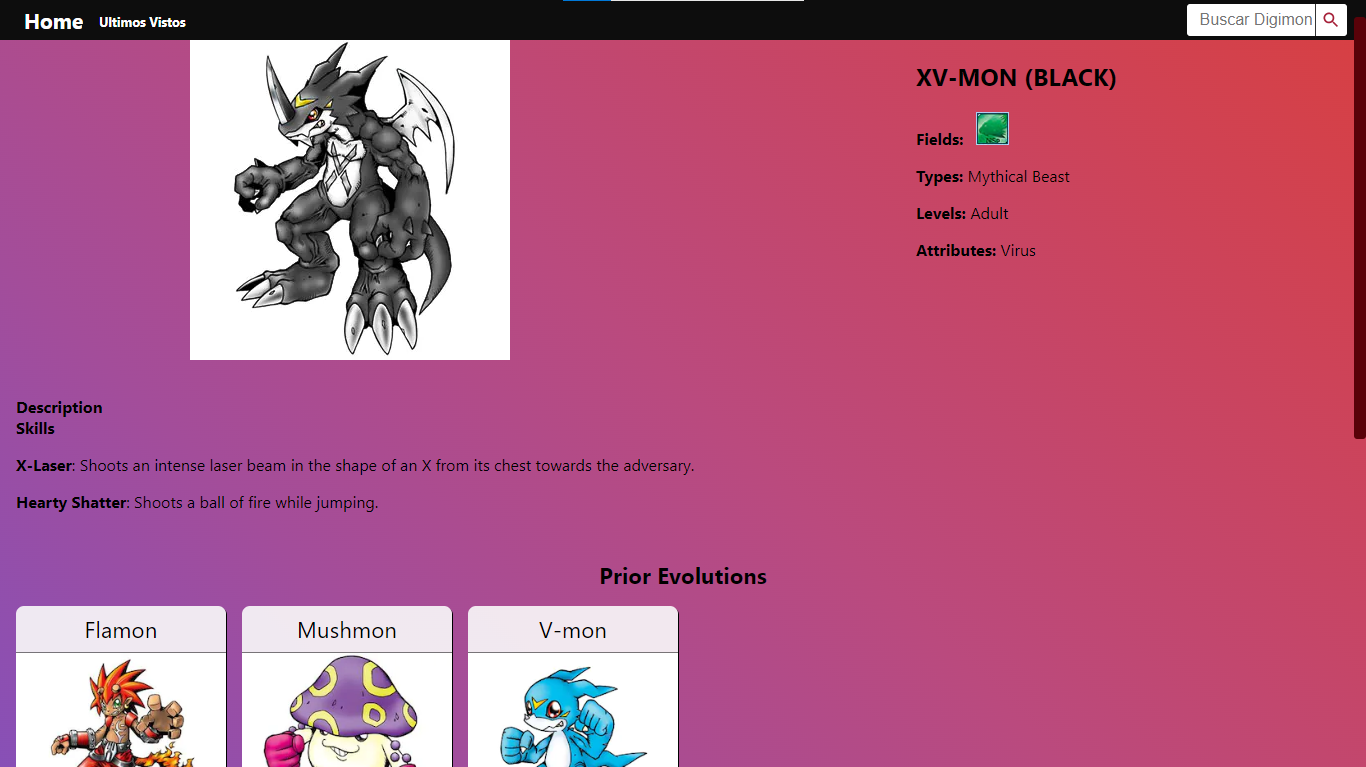 Home Ultimos Vistos Buscar Digimon
XV-MON (BLACK)
Fields:
Types: Mythical Beast
Levels: Adult
Attributes: Virus
Description
Skills
X-Laser: Shoots an intense laser beam in the shape of an X from its chest towards the adversary.
Hearty Shatter: Shoots a ball of fire while jumping.
Prior Evolutions
Flamon Mushmon V-mon